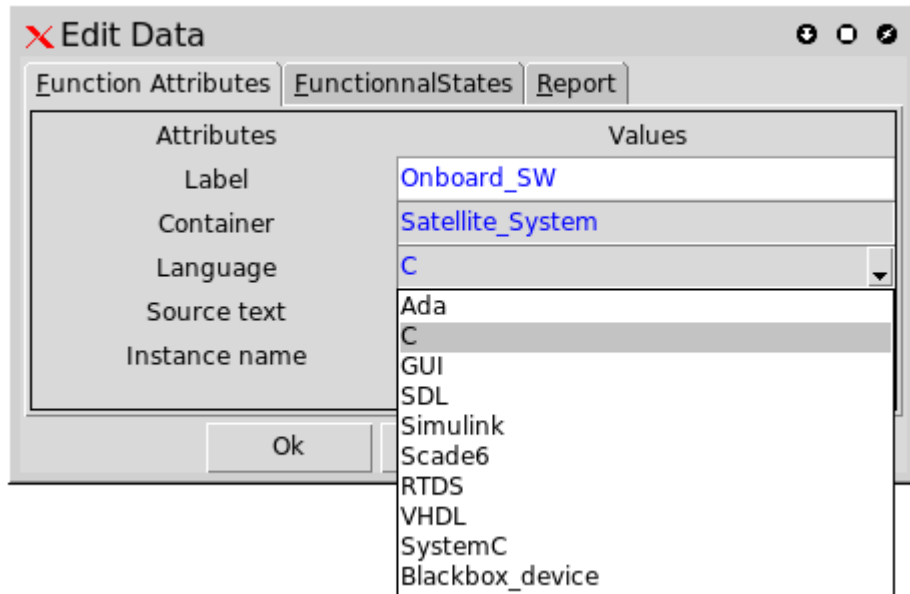 Edit Data
Function Attributes FunctionnalStates Report
Attributes Values
Label Onboard_SW
Container Satellite_System
Language C
Source text
Instance name
Ada
C
GUI
SDL
Simulink
Scade6
RTDS
VHDL
SystemC
Blackbox_device
Ok